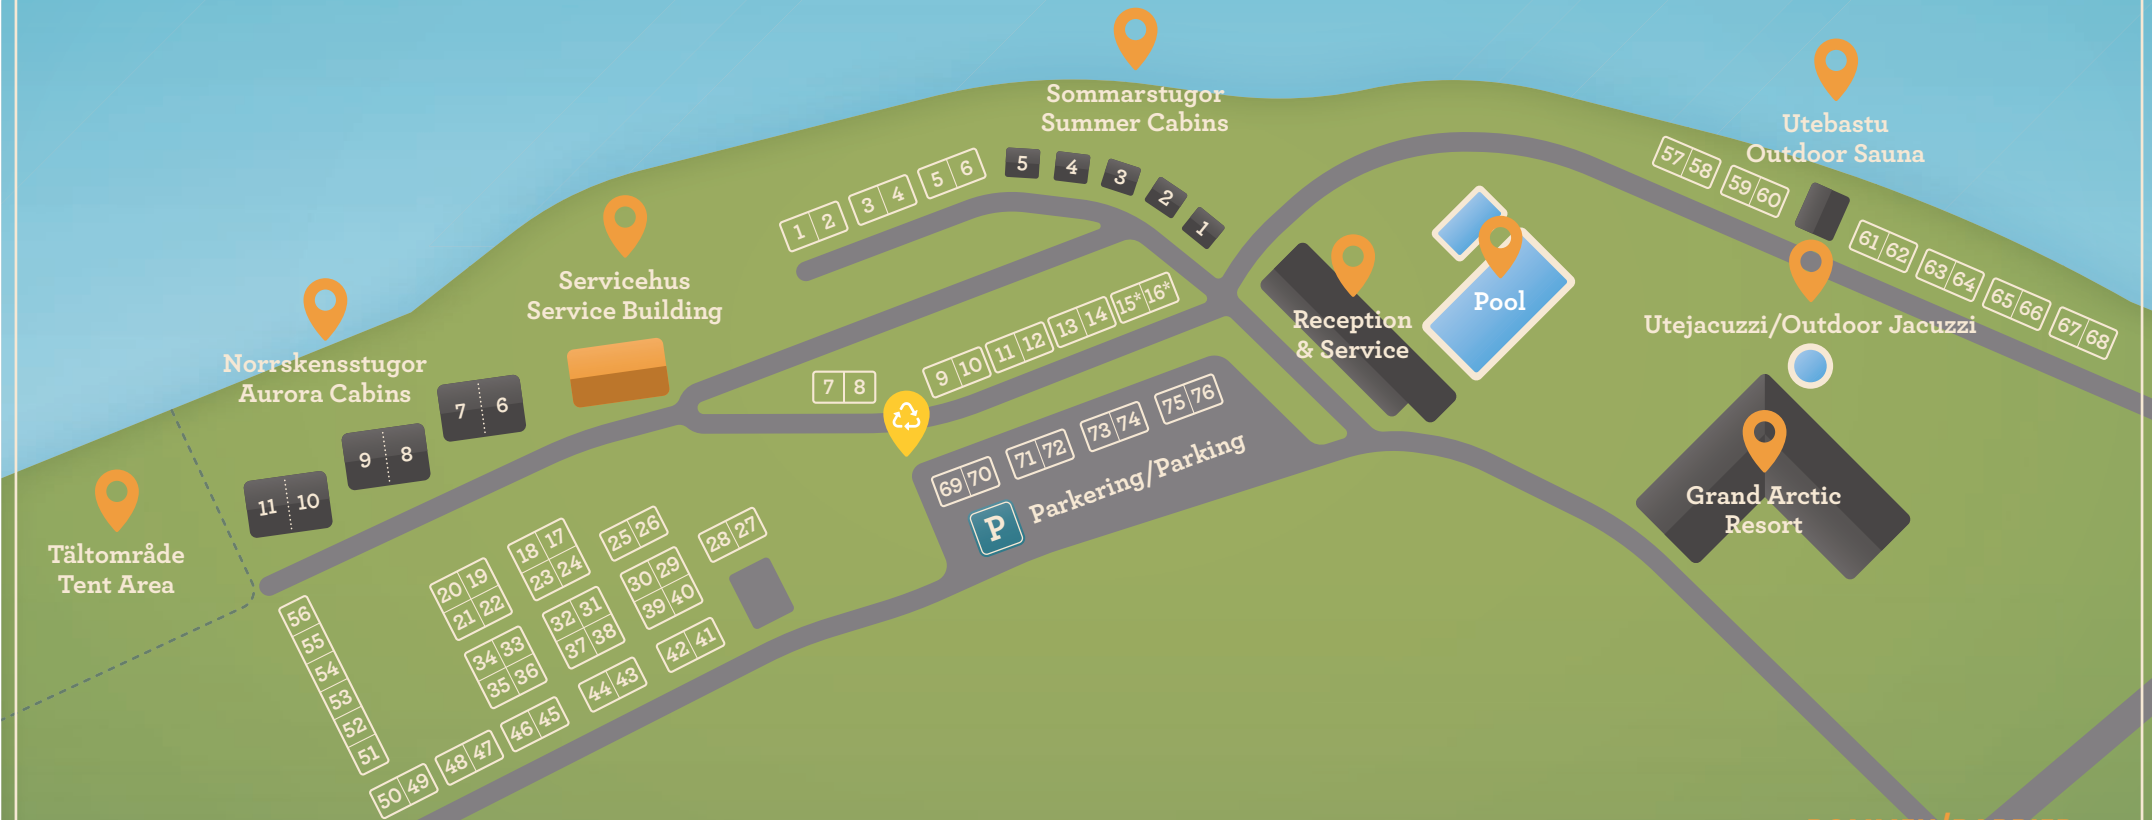 Sommarstugor
Summer Cabins
Utebastu
Outdoor Sauna
57 58
59 60
61 62
63 64
65 66
67 68
1 2
3 4
5 6
5
4
3
2
1
Servicehus
Service Building
Norrskensstugor
Aurora Cabins
7 6
9 8
11 10
Tältområde
Tent Area
7 8
9 10
11 12
13 14
15* 16*
Reception
& Service
Pool
Utejacuzzi/Outdoor Jacuzzi
Grand Arctic
Resort
69 70
71 72
73 74
75 76
P
Parkering/Parking
20 19
21 22
18 17
23 24
25 26
28 27
30 29
39 40
32 31
37 38
34 33
35 36
42 41
44 43
46 45
48 47
50 49
56
55
54
53
52
51